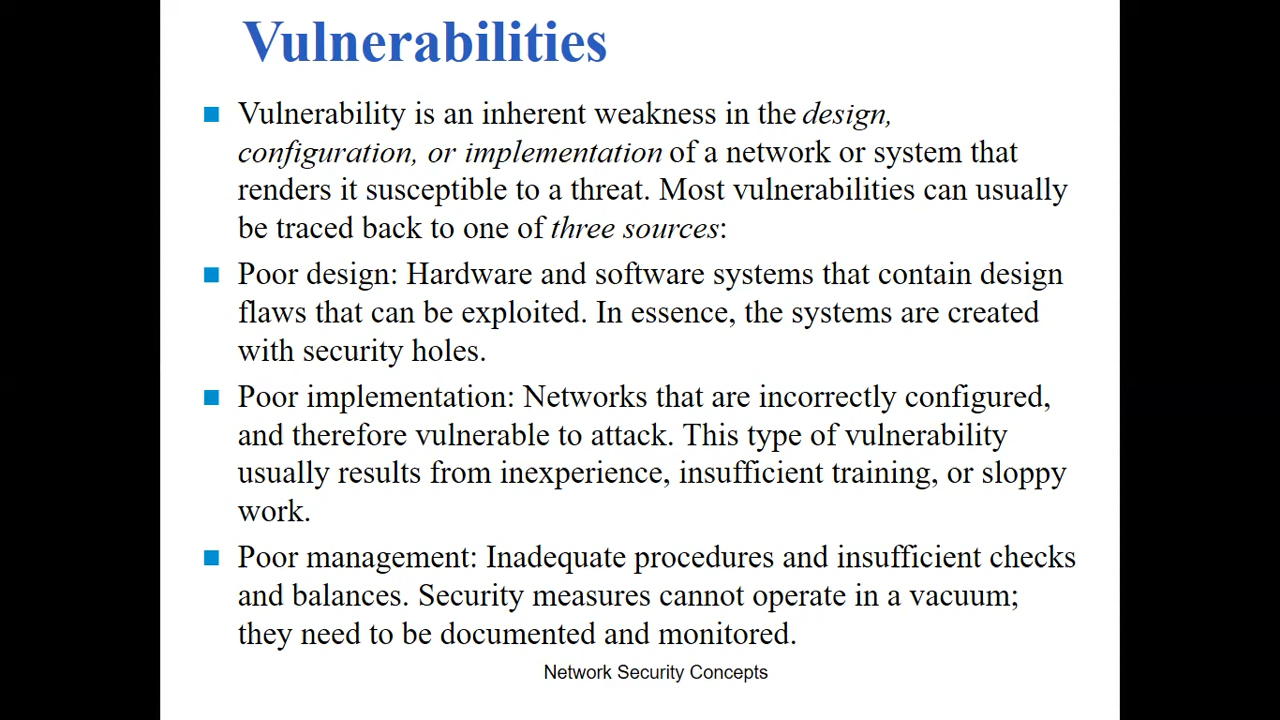 Vulnerabilities
Vulnerability is an inherent weakness in the design,
configuration, or implementation of a network or system that
renders it susceptible to a threat. Most vulnerabilities can usually
be traced back to one of three sources:
Poor design: Hardware and software systems that contain design
flaws that can be exploited. In essence, the systems are created
with security holes.
Poor implementation: Networks that are incorrectly configured,
and therefore vulnerable to attack. This type of vulnerability
usually results from inexperience, insufficient training, or sloppy
work.
Poor management: Inadequate procedures and insufficient checks
and balances. Security measures cannot operate in a vacuum;
they need to be documented and monitored.
Network Security Concepts